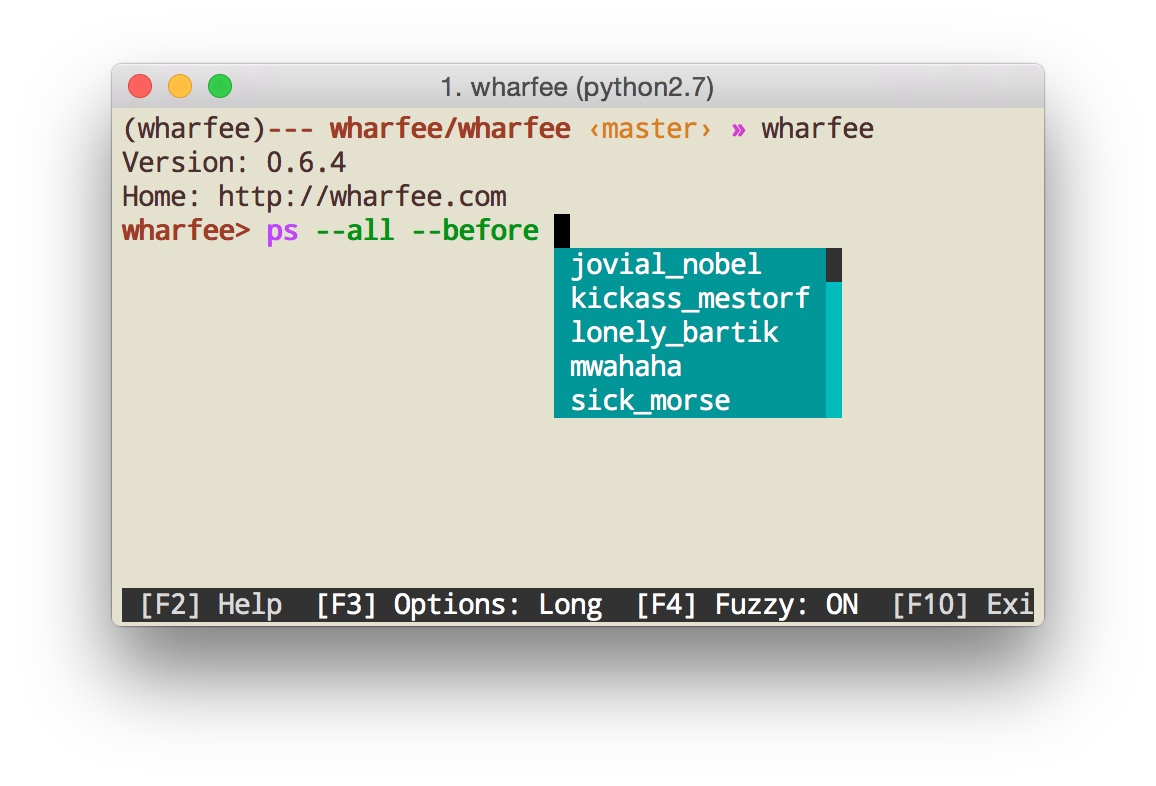 1. wharfee (python2.7)
(wharfee)--- wharfee/wharfee ‹master› » wharfee
Version: 0.6.4
Home: http://wharfee.com
wharfee> ps --all --before
jovial_nobel
kickass_mestorf
lonely_bartik
mwahaha
sick_morse
[F2] Help [F3] Options: Long [F4] Fuzzy: ON [F10] Exi